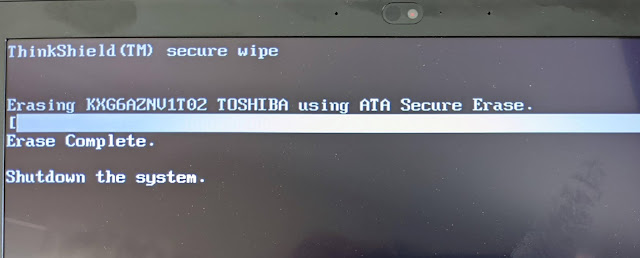 ThinkShield(TM) secure wipe
Erasing KXG6AZNV1T02 TOSHIBA using ATA Secure Erase.
[
Erase Complete.
Shutdown the system.